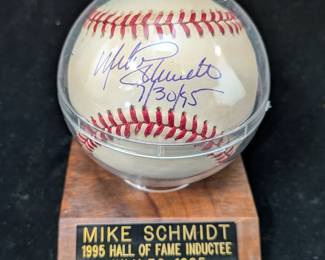 Mike Schmidt
7/30/95
MIKE SCHMIDT
1995 HALL OF FAME INDUCTEE